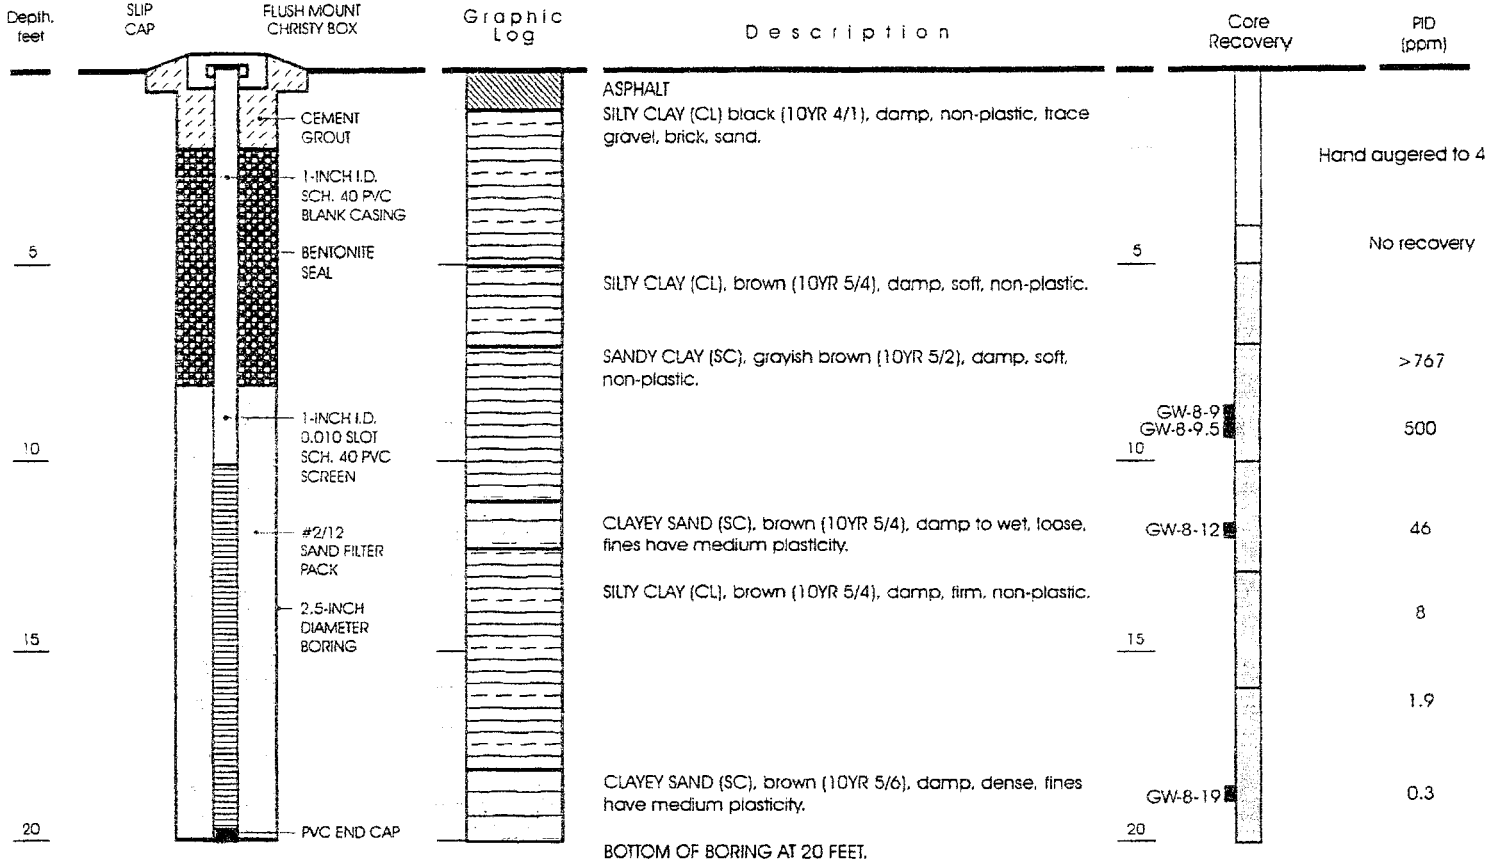 Depth, feet
SLIP CAP
FLUSH MOUNT CHRISTY BOX
Graphic Log
Description
Core Recovery
PID (ppm)
CEMENT GROUT
1-INCH I.D.
SCH. 40 PVC
BLANK CASING
BENTONITE
SEAL
1-INCH I.D.
0.010 SLOT
SCH. 40 PVC
SCREEN
#2/12
SAND FILTER
PACK
2.5-INCH
DIAMETER
BORING
PVC END CAP
5
10
15
20
ASPHALT
SILTY CLAY (CL) black (10YR 4/1), damp, non-plastic, trace
gravel, brick, sand.
SILTY CLAY (CL), brown (10YR 5/4), damp, soft, non-plastic.
SANDY CLAY (SC), grayish brown (10YR 5/2), damp, soft,
non-plastic.
CLAYEY SAND (SC), brown (10YR 5/4), damp to wet, loose,
fines have medium plasticity.
SILTY CLAY (CL), brown (10YR 5/4), damp, firm, non-plastic.
CLAYEY SAND (SC), brown (10YR 5/6), damp, dense, fines
have medium plasticity.
BOTTOM OF BORING AT 20 FEET.
5
10
15
20
GW-8-9
GW-8-9.5
GW-8-12
GW-8-19
Hand augered to 4
No recovery
>767
500
46
8
1.9
0.3